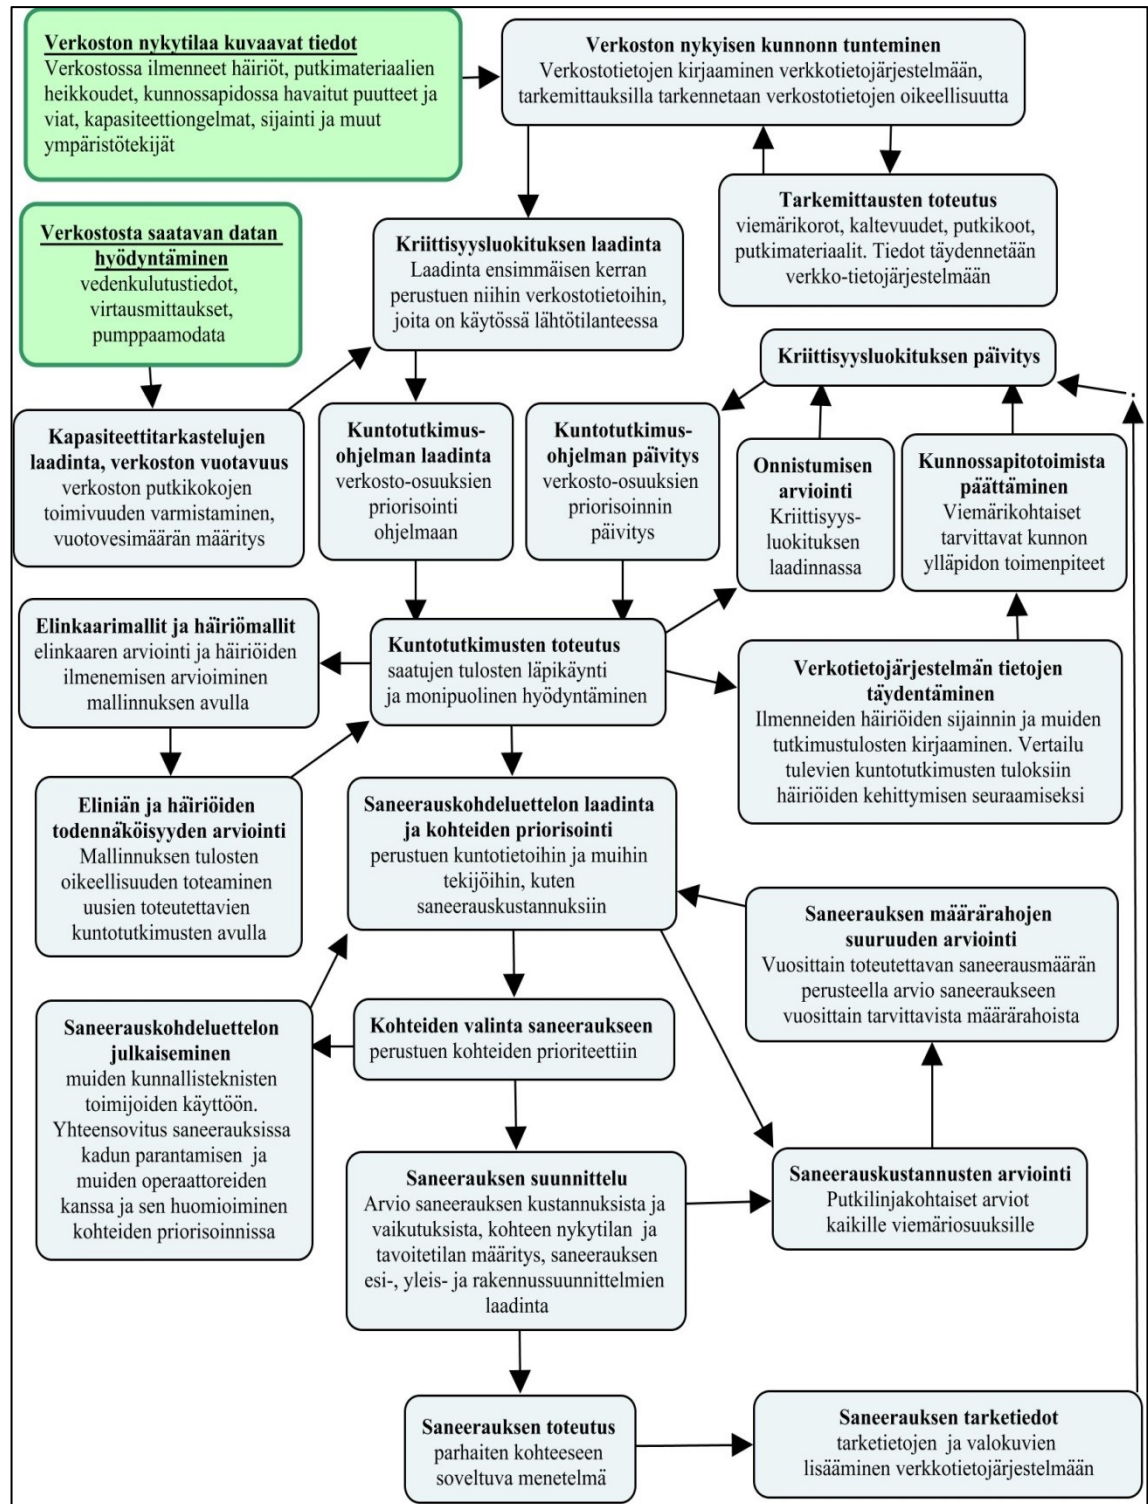 Verkoston nykytilaa kuvaavat tiedot
Verkostossa ilmenneet häiriöt, putkimateriaalien
heikkoudet, kunnossapidossa havaitut puutteet ja
viat, kapasiteettiongelmat, sijainti ja muut
ympäristötekijät
Verkoston nykyisen kunnonn tunteminen
Verkostotietojen kirjaaminen verkkotietojärjestelmään,
tarkemittauksilla tarkennetaan verkostotietojen oikeellisuutta
Tarkemittausten toteutus
viemärikorot, kaltevuudet, putkikoot,
putkimateriaalit. Tiedot täydennetään
verkko-tietojärjestelmään
Verkostosta saatavan datan
hyödyntäminen
vedenkulutustiedot,
virtausmittaukset,
pumppaamodata
Kriittisyysluokituksen laadinta
Laadinta ensimmäisen kerran
perustuen niihin verkostotietoihin,
joita on käytössä lähtötilanteessa
Kriittisyysluokituksen päivitys
Kapasiteettitarkastelujen
laadinta, verkoston vuotavuus
verkoston putkikokojen
toimivuuden varmistaminen,
vuotovesimäärän määritys
Kuntotutkimus-
ohjelman laadinta
verkosto-osuuksien
priorisointi
ohjelmaan
Kuntotutkimus-
ohjelman päivitys
verkosto-osuuksien
priorisoinnin
päivitys
Onnistumisen
arviointi
Kriittisyys-
luokituksen
laadinnassa
Kunnossapitotoimista
päättäminen
Viemärikohtaiset
tarvittavat kunnon
ylläpidon toimenpiteet
Elinkaarimallit ja häiriömallit
elinkaaren arviointi ja häiriöiden
ilmenemisen arvioiminen
mallinnuksen avulla
Kuntotutkimusten toteutus
saatujen tulosten läpikäynti
ja monipuolinen hyödyntäminen
Verkotietojärjestelmän tietojen
täydentäminen
Ilmenneiden häiriöiden sijainnin ja muiden
tutkimustulosten kirjaaminen. Vertailu
tulevien kuntotutkimusten tuloksiin
häiriöiden kehittymisen seuraamiseksi
Eliniän ja häiriöiden
todennäköisyyden arviointi
Mallinnuksen tulosten
oikeellisuuden toteaminen
uusien toteutettavien
kuntotutkimusten avulla
Saneerauskohdeluettelon laadinta
ja kohteiden priorisointi
perustuen kuntotietoihin ja muihin
tekijöihin, kuten
saneerauskustannuksiin
Saneerauksen määrärahojen
suuruuden arviointi
Vuosittain toteutettavan saneerausmäärän
perusteella arvio saneeraukseen
vuosittain tarvittavista määrärahoista
Saneerauskohdeluettelon
julkaiseminen
muiden kunnallisteknisten
toimijoiden käyttöön.
Yhteensovitus saneerauksissa
kadun parantamisen ja
muiden operaattoreiden
kanssa ja sen huomioiminen
kohteiden priorisoinnissa
Kohteiden valinta saneeraukseen
perustuen kohteiden prioriteettiin
Saneerauksen suunnittelu
Arvio saneerauksen kustannuksista ja
vaikutuksista, kohteen nykytilan ja
tavoitetilan määritys, saneerauksen
esi-, yleis- ja rakennussuunnittelmien
laadinta
Saneerauskustannusten arviointi
Putkilinjakohtaiset arviot
kaikille viemäriosuuksille
Saneerauksen toteutus
parhaiten kohteeseen
soveltuva menetelmä
Saneerauksen tarketiedot
tarketietojen ja valokuvien
lisääminen verkkotietojärjestelmään